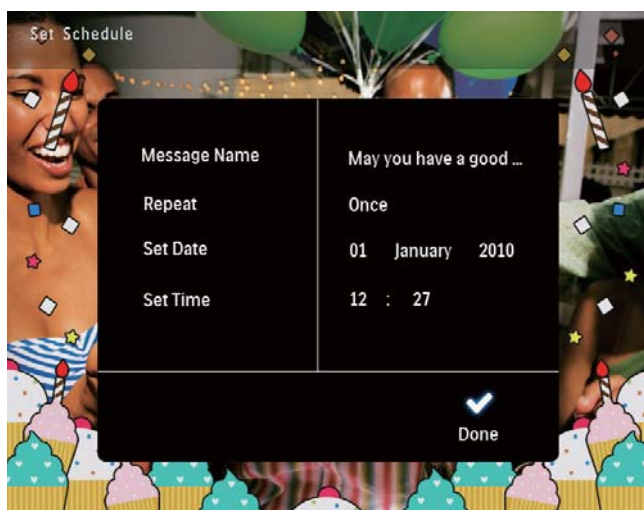 Set Schedule
Message Name May you have a good ...
Repeat Once
Set Date 01 January 2010
Set Time 12 : 27
Done